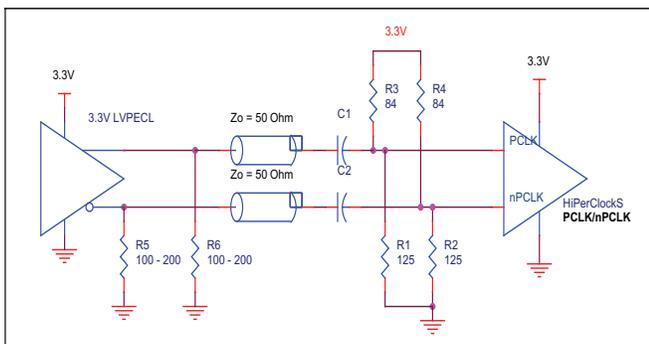 3.3V
3.3V
3.3V
3.3V LVPECL
R3
84
R4
84
Zo = 50 Ohm
C1
PCLK
Zo = 50 Ohm
C2
nPCLK
HiPerClockS
PCLK/nPCLK
R5
100 - 200
R6
100 - 200
R1
125
R2
125